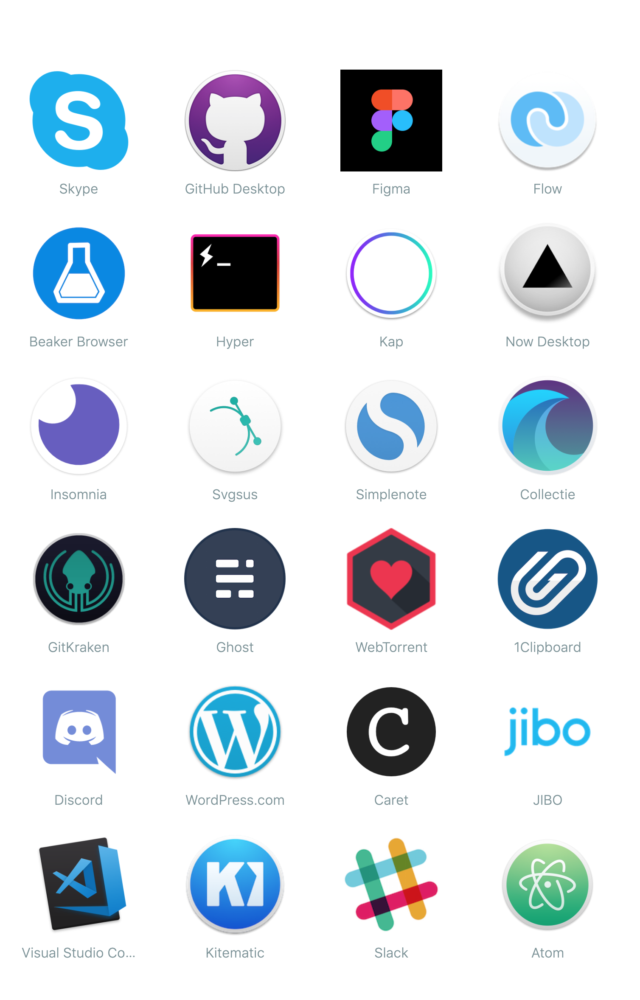 Skype
GitHub Desktop
Figma
Flow
Beaker Browser
Hyper
Kap
Now Desktop
Insomnia
Svgsus
Simplenote
Collectie
GitKraken
Ghost
WebTorrent
1Clipboard
jibo
Discord
WordPress.com
Caret
JIBO
Visual Studio Co...
Kitematic
Slack
Atom